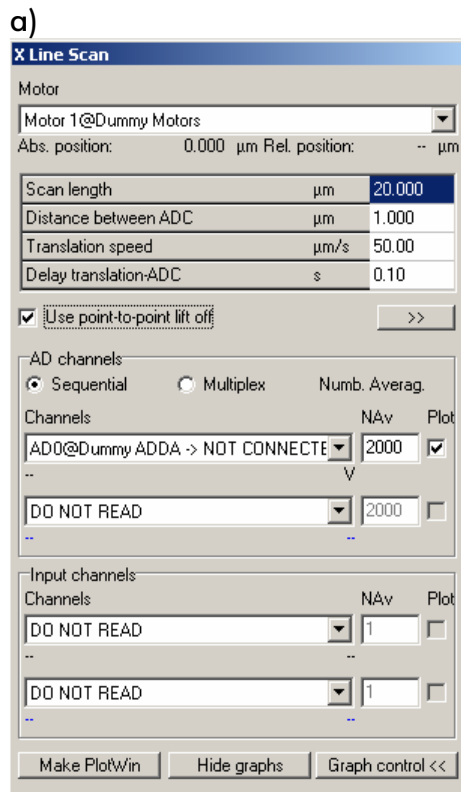 a)
X Line Scan
Motor
Motor 1@Dummy Motors
Abs. position: 0.000 µm Rel. position: -- µm
Scan length µm 20.000
Distance between ADC µm 1.000
Translation speed µm/s 50.00
Delay translation-ADC s 0.10
Use point-to-point lift off >>
AD channels
Sequential Multiplex Numb. Averag.
Channels NAv Plot
AD0@Dummy ADDA -> NOT CONNECTE 2000
-- V
DO NOT READ 2000
-- --
Input channels
Channels NAv Plot
DO NOT READ 1
-- --
DO NOT READ 1
-- --
Make PlotWin Hide graphs Graph control <<